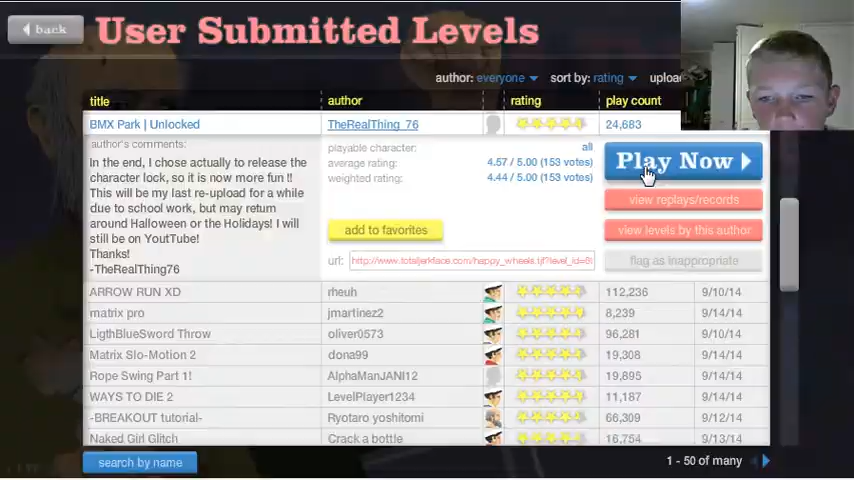 back
User Submitted Levels
author: everyone sort by: rating
title author rating play count
BMX Park | Unlocked TheRealThing_76 24,683
author's comments:
In the end, I chose actually to release the
character lock, so it is now more fun !!
This will be my last re-upload for a while
due to school work, but may return
around Halloween or the Holidays! I will
still be on YouTube!
Thanks!
-TheRealThing76
playable character: all
average rating: 4.57 / 5.00 (153 votes)
weighted rating: 4.44 / 5.00 (153 votes)
add to favorites
Play Now
view replays/records
view levels by this author
flag as inappropriate
url:
ARROW RUN XD rheuh 112,236 9/10/14
matrix pro jmartinez2 8,239 9/14/14
LigthBlueSword Throw oliver0573 96,281 9/10/14
Matrix Slo-Motion 2 dona99 19,308 9/14/14
Rope Swing Part 1! AlphaManJANI12 19,895 9/14/14
WAYS TO DIE 2 LevelPlayer1234 11,187 9/14/14
-BREAKOUT tutorial- Ryotaro yoshitomi 66,309 9/12/14
Naked Girl Glitch Crack a bottle 16,754 9/13/14
search by name
1 - 50 of many